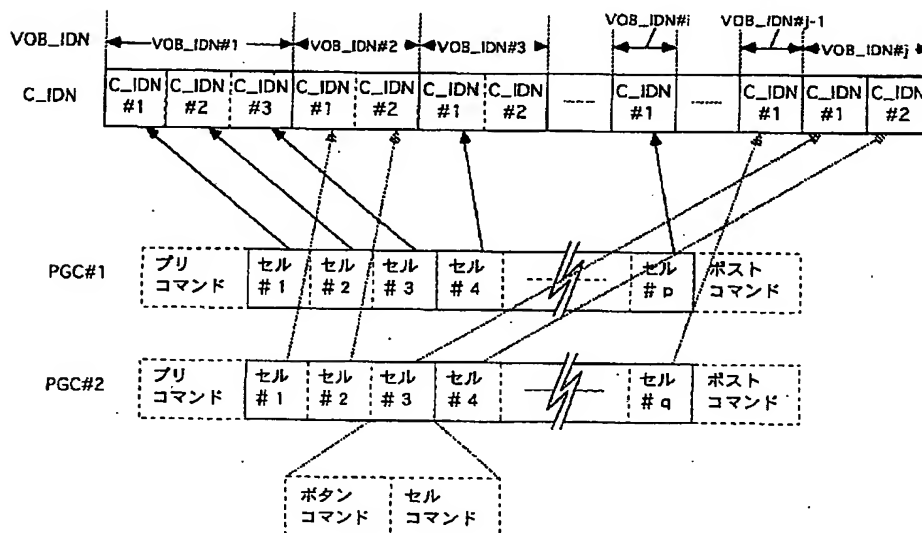 VOB_IDN
VOB_IDN#1 VOB_IDN#2 VOB_IDN#3 VOB_IDN#i VOB_IDN#j-1 VOB_IDN#j
C_IDN
C_IDN #1
C_IDN #2
C_IDN #3
C_IDN #1
C_IDN #2
C_IDN #1
C_IDN #2
C_IDN #1
C_IDN #1
C_IDN #1
C_IDN #2
PGC#1
プリ
コマンド
セル
#1
セル
#2
セル
#3
セル
#4
セル
#p
ポスト
コマンド
PGC#2
プリ
コマンド
セル
#1
セル
#2
セル
#3
セル
#4
セル
#q
ポスト
コマンド
ボタン
コマンド
セル
コマンド